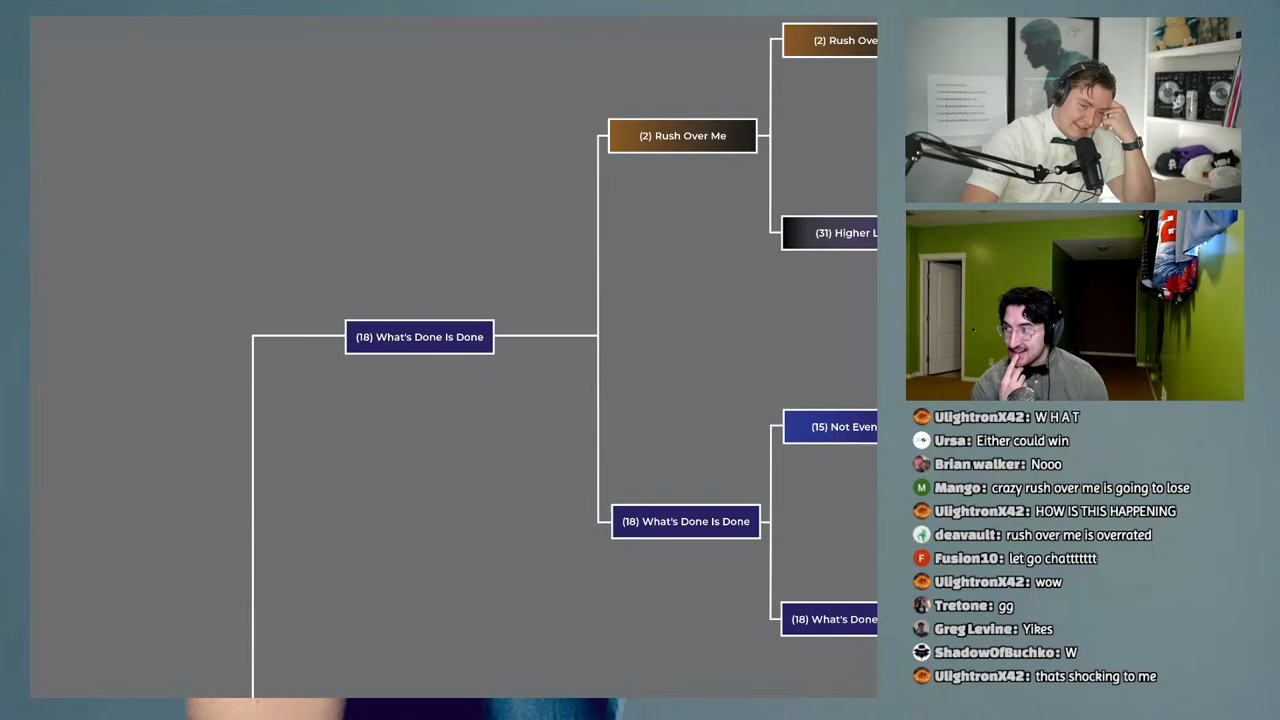 (2) Rush Ove
(2) Rush Over Me
(31) Higher L
(18) What's Done Is Done
(15) Not Even
(18) What's Done Is Done
(18) What's Done
UlightronX42: W H A T
Ursa: Either could win
Brian walker: Nooo
M Mango: crazy rush over me is going to lose
UlightronX42: HOW IS THIS HAPPENING
deavault: rush over me is overrated
F Fusion10: let go chattttttt
UlightronX42: wow
Tretone: gg
Greg Levine: Yikes
ShadowOfBuchko: W
UlightronX42: thats shocking to me